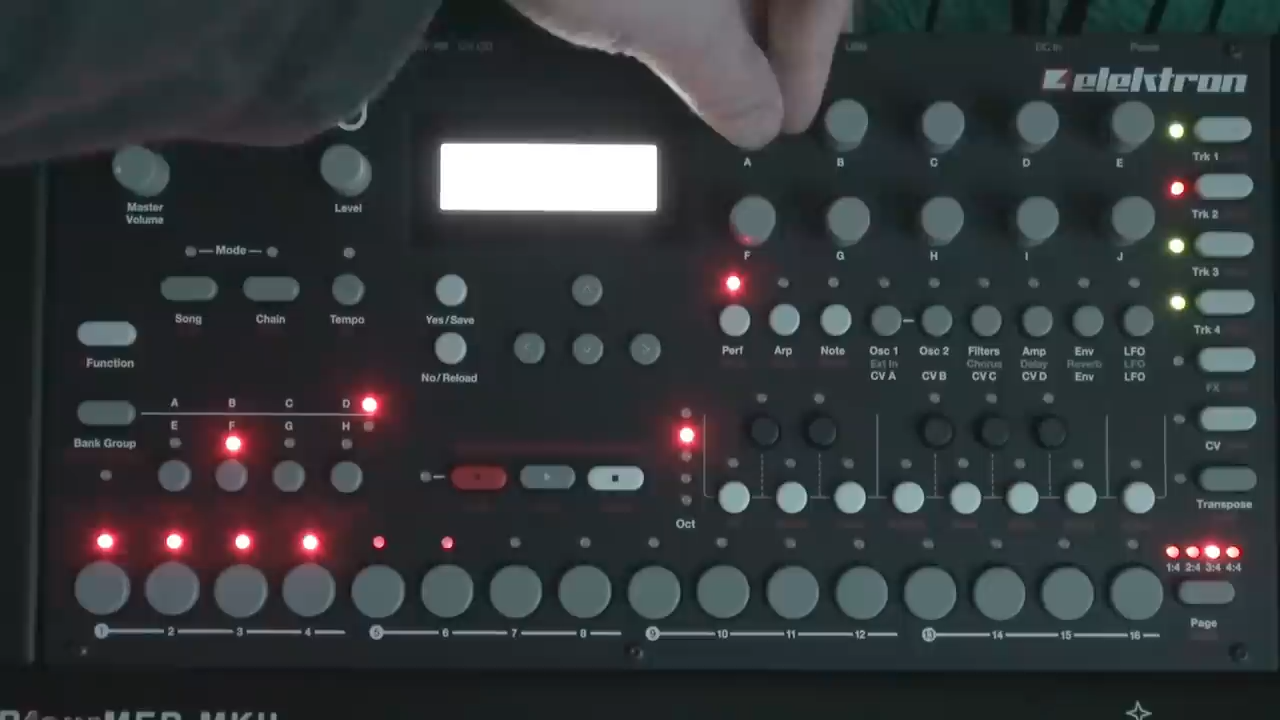 elektron
A B C D E
Trk 1
Master Volume
Level
Trk 2
F G H I J
Mode
Trk 3
Song Chain Tempo
Yes/Save
Trk 4
Function
No/Reload
Perf Arp Note Osc 1 Osc 2 Filters Amp Env LFO
Ext In Chorus Delay Reverb LFO
CV A CV B CV C CV D Env LFO
FX
A B C D
E F G H
Bank Group
CV
Transpose
Oct
1:4 2:4 3:4 4:4
Page
1 2 3 4 5 6 7 8 9 10 11 12 13 14 15 16
MKII